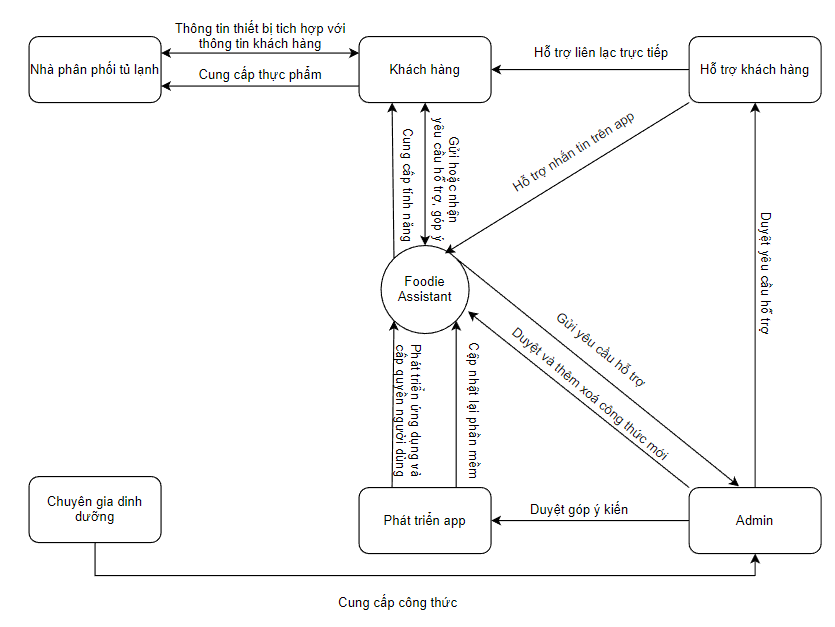 Thông tin thiết bị tích hợp với
thông tin khách hàng
Nhà phân phối tủ lạnh
Cung cấp thực phẩm
Khách hàng
Hỗ trợ liên lạc trực tiếp
Hỗ trợ khách hàng
Cung cấp tính năng
Gửi hoặc nhận
yêu cầu hỗ trợ, góp ý
Hỗ trợ nhắn tin trên app
Duyệt yêu cầu hỗ trợ
Foodie
Assistant
Gửi yêu cầu hỗ trợ
Duyệt và thêm xoá công thức mới
Phát triển ứng dụng và
cấp quyền người dùng
Cập nhật lại phần mềm
Chuyên gia dinh
dưỡng
Phát triển app
Duyệt góp ý kiến
Admin
Cung cấp công thức